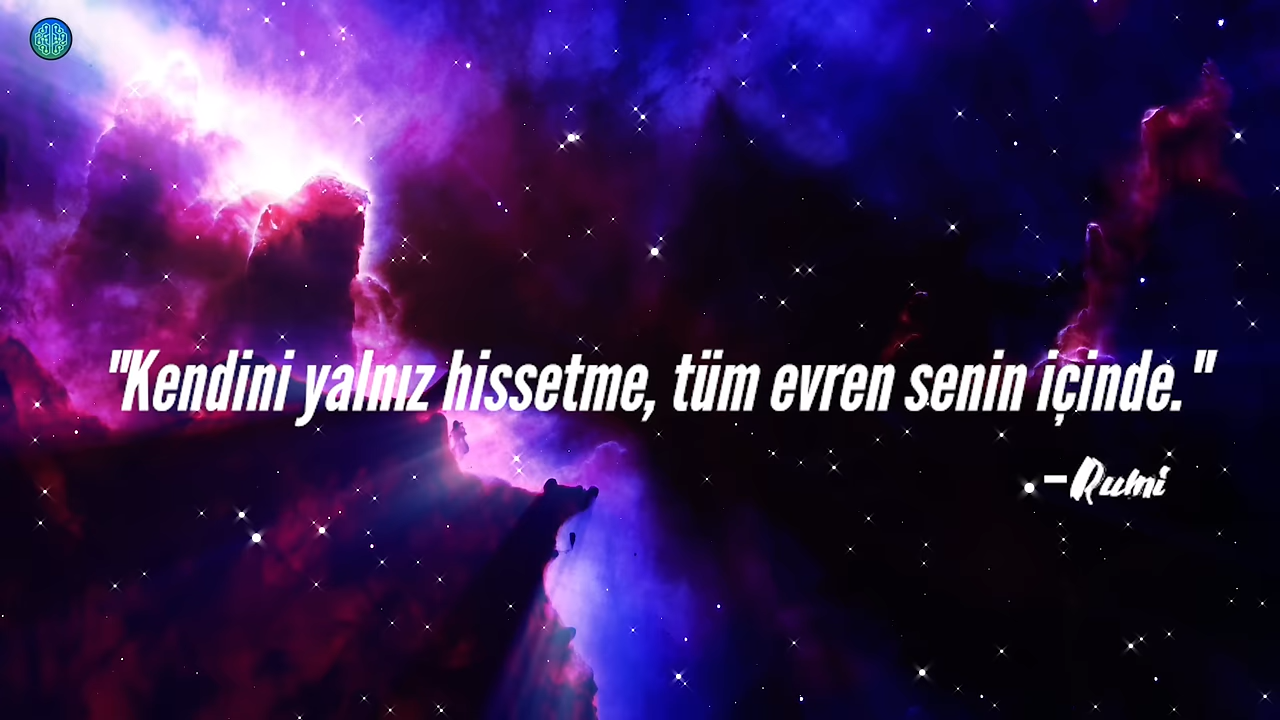 "Kendini yalnız hissetme, tüm evren senin içinde."
-Rumi